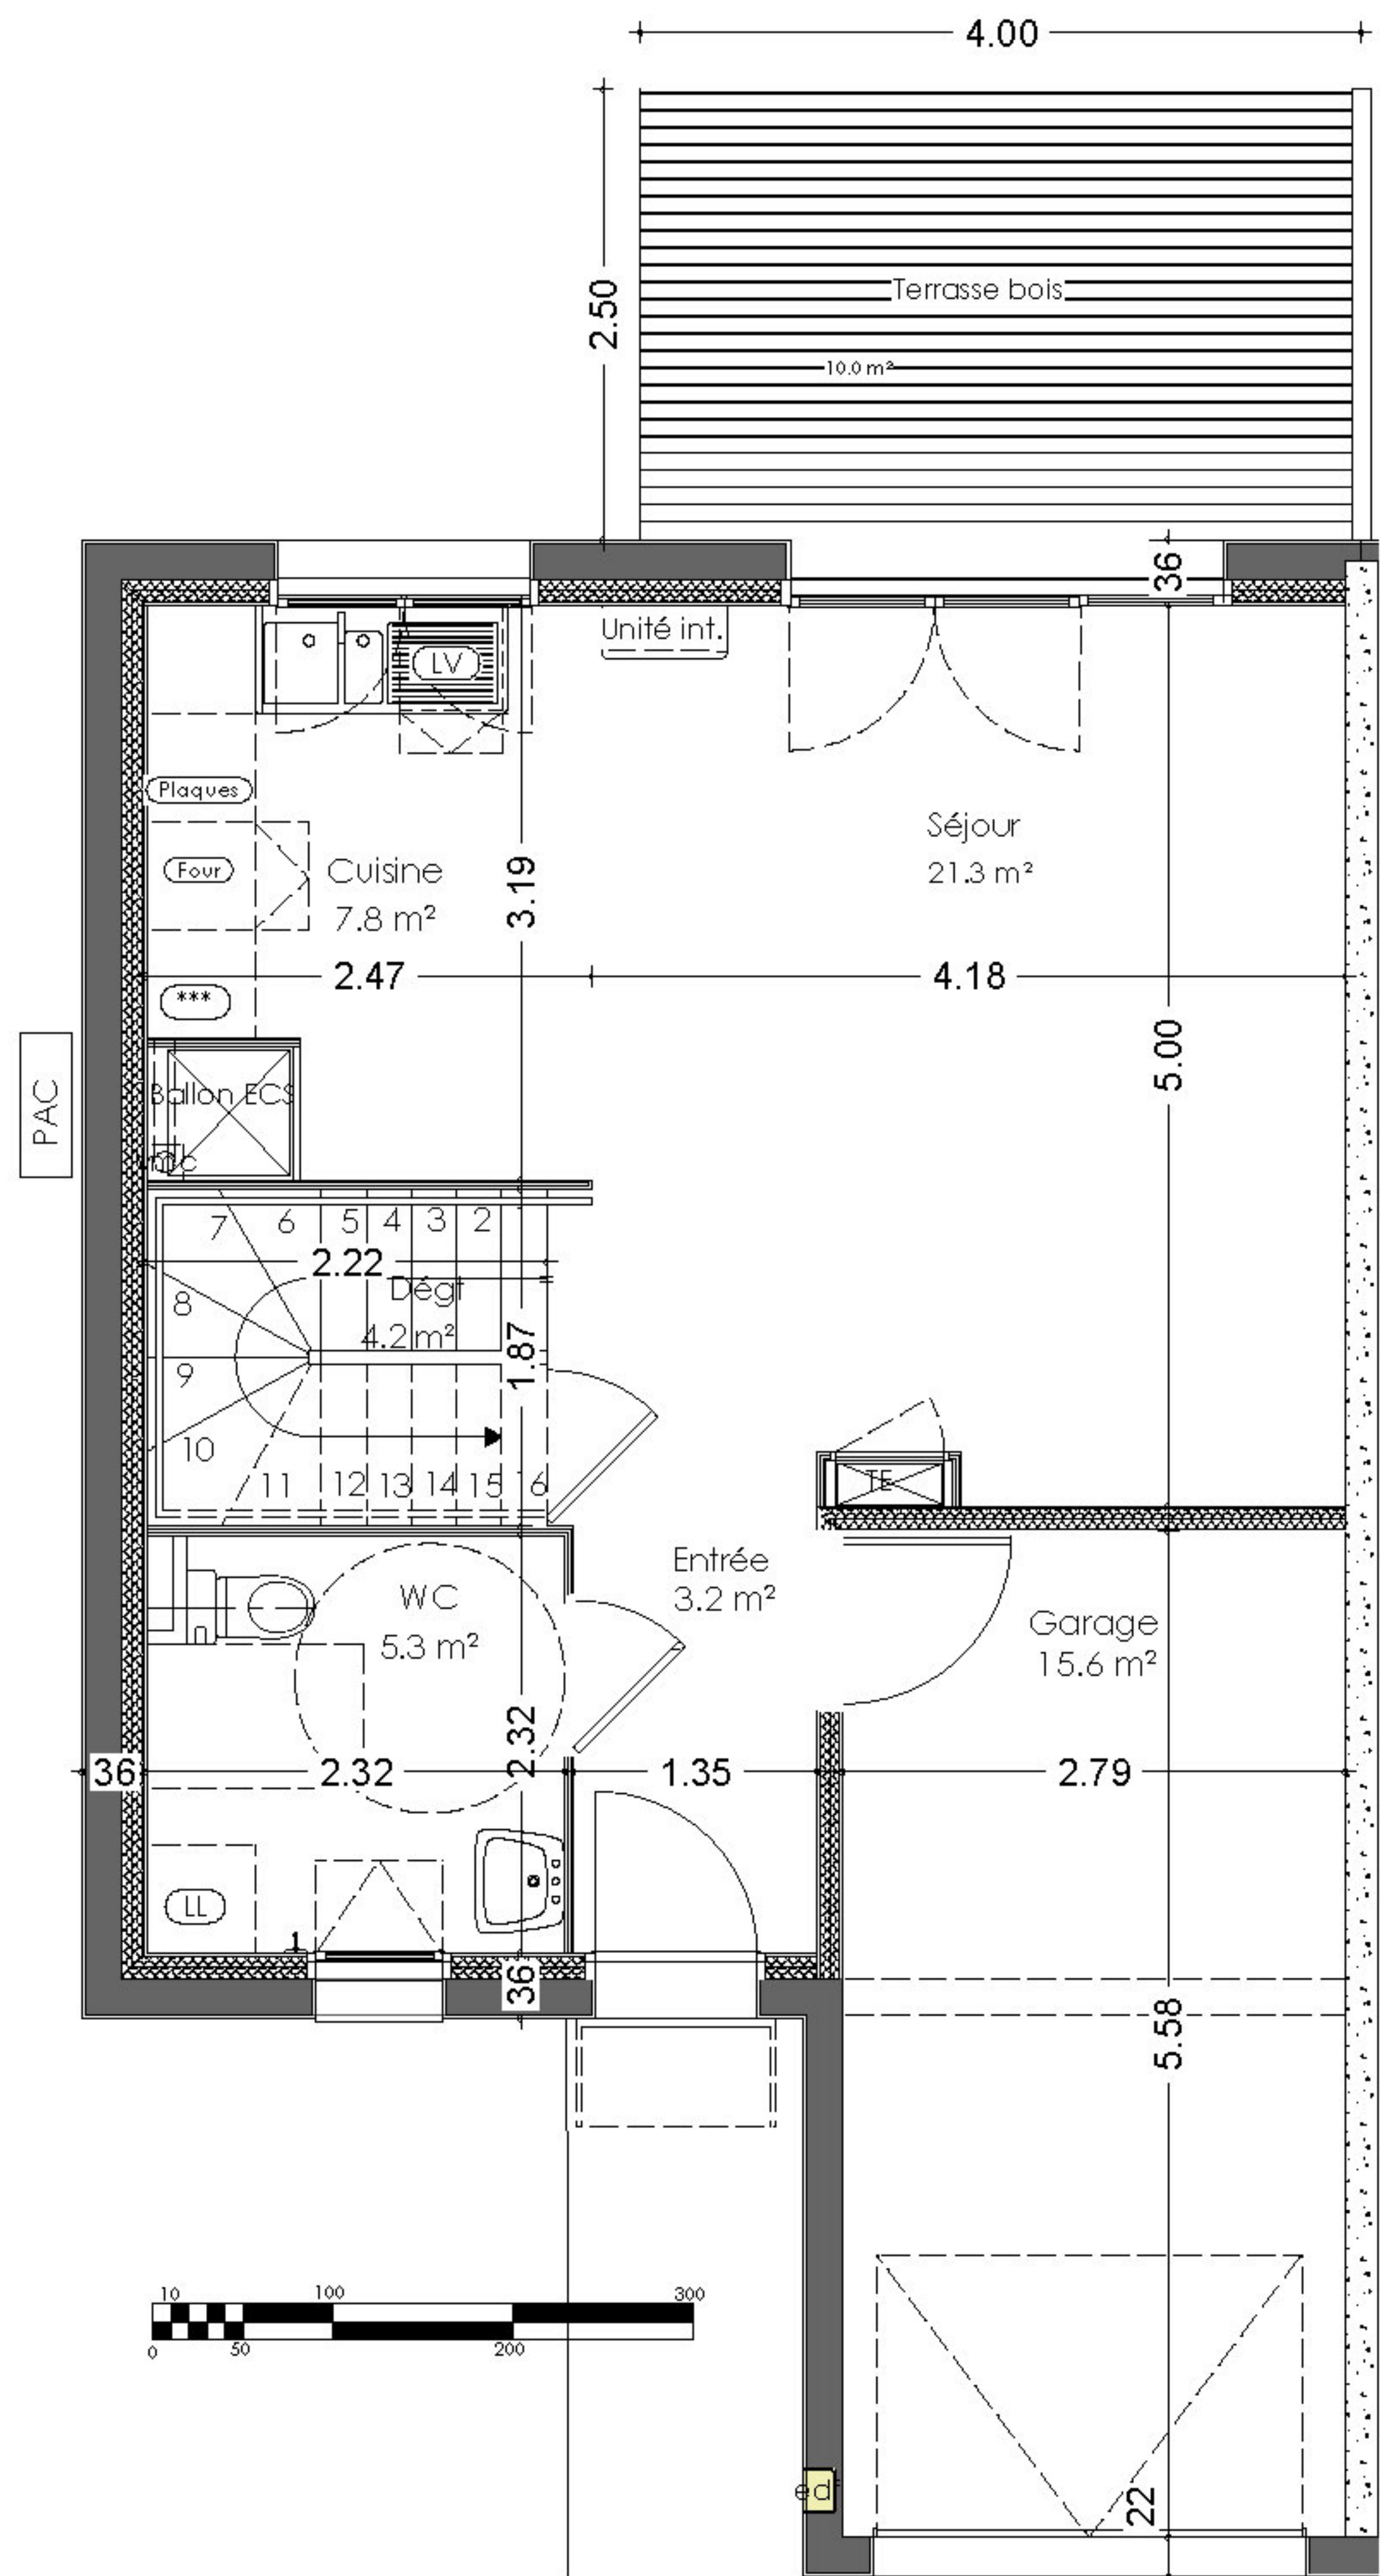 4.00
2.50
Terrasse bois
10.0 m²
36
Unité int.
LV
Plaques
Séjour
21.3 m²
Four
Cuisine
7.8 m²
3.19
2.47
4.18
***
5.00
PAC
Ballon ECS
7 6 5 4 3 2
2.22
Dégt
4.2 m²
8
1.87
9
10
11 12 13 14 15 16
TE
Entrée
3.2 m²
WC
5.3 m²
Garage
15.6 m²
2.32
36
2.32
1.35
2.79
LL
1
36
5.58
10 100 300
0 50 200
ed
22